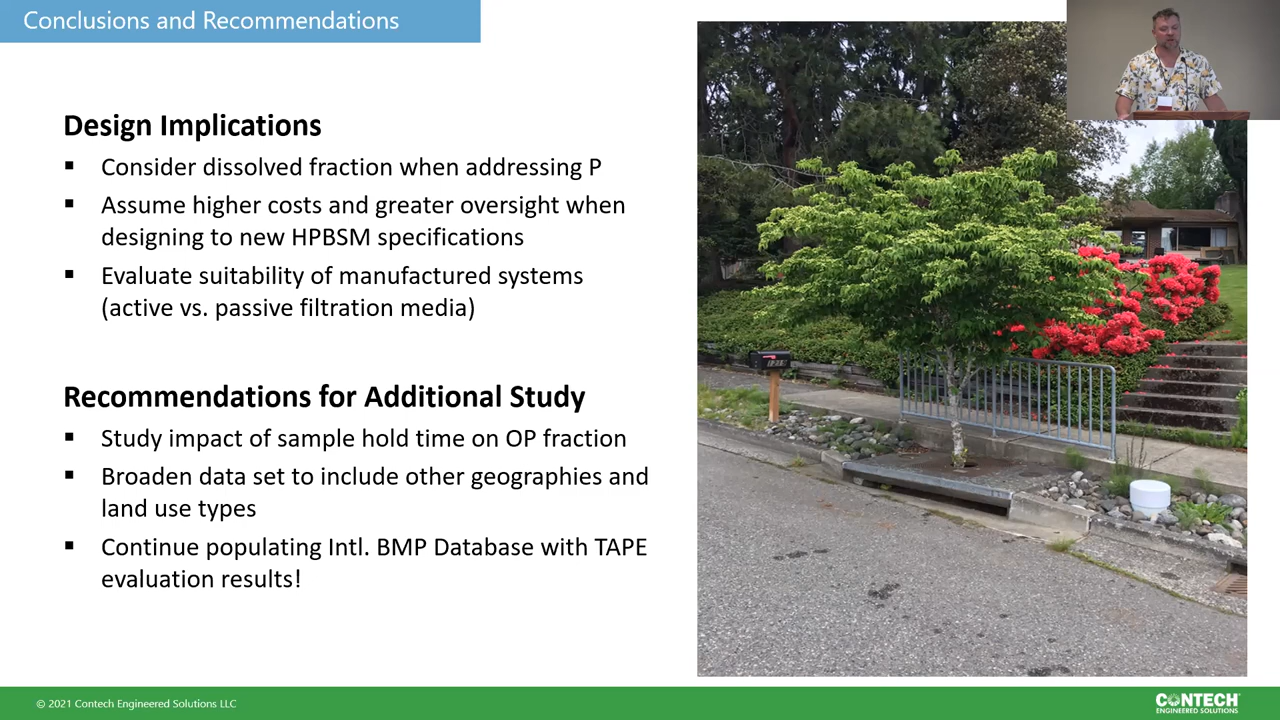 Conclusions and Recommendations
Design Implications
▪ Consider dissolved fraction when addressing P
▪ Assume higher costs and greater oversight when
designing to new HPBSM specifications
▪ Evaluate suitability of manufactured systems
(active vs. passive filtration media)
Recommendations for Additional Study
▪ Study impact of sample hold time on OP fraction
▪ Broaden data set to include other geographies and
land use types
▪ Continue populating Intl. BMP Database with TAPE
evaluation results!
© 2021 Contech Engineered Solutions LLC
CONTECH
ENGINEERED SOLUTIONS